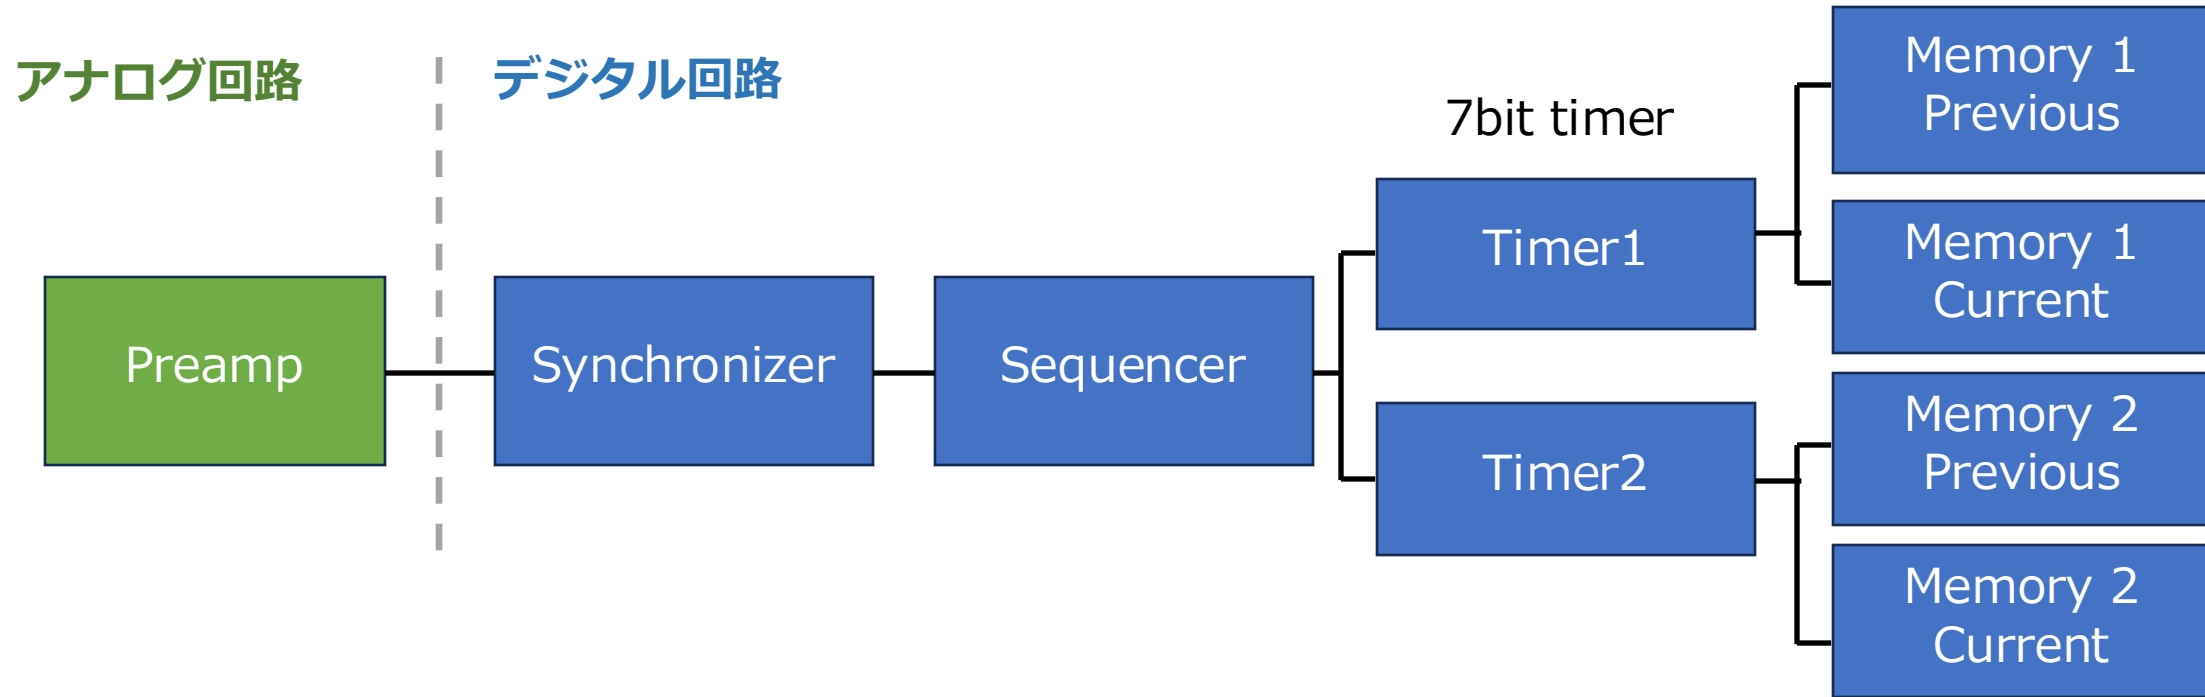 アナログ回路
デジタル回路
7bit timer
Preamp
Synchronizer
Sequencer
Timer1
Timer2
Memory 1
Previous
Memory 1
Current
Memory 2
Previous
Memory 2
Current